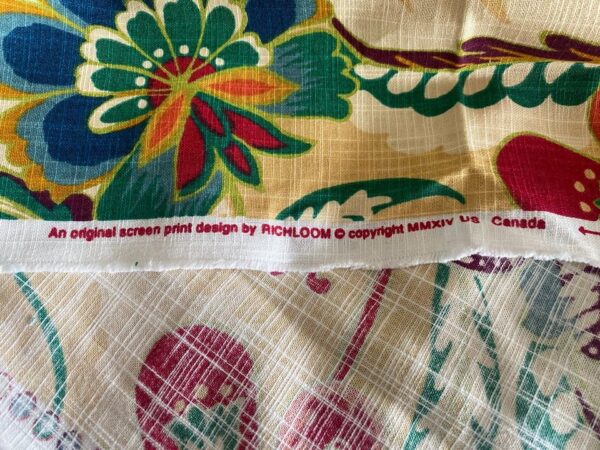 An original screen print design by RICHLOOM © copyright MMXIV US Canada